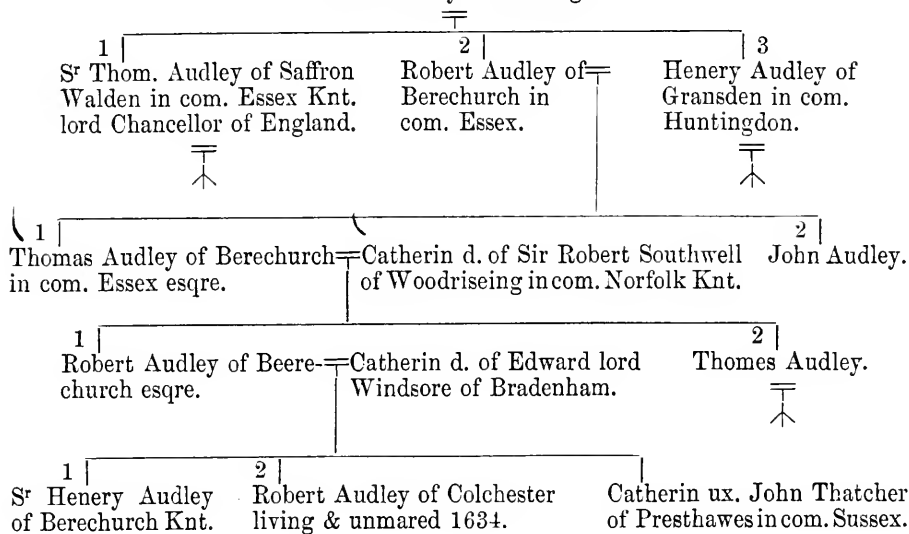 1
2
3
Sr Thom. Audley of Saffron
Walden in com. Essex Knt.
lord Chancellor of England.
Robert Audley of
Berechurch in
com. Essex.
Henery Audley of
Gransden in com.
Huntingdon.
1
2
Thomas Audley of Berechurch
in com. Essex esqre.
Catherin d. of Sir Robert Southwell
of Woodriseing in com. Norfolk Knt.
John Audley.
1
2
Robert Audley of Beere-
church esqre.
Catherin d. of Edward lord
Windsore of Bradenham.
Thomes Audley.
1
2
Sr Henery Audley
of Berechurch Knt.
Robert Audley of Colchester
living & unmared 1634.
Catherin ux. John Thatcher
of Presthawes in com. Sussex.